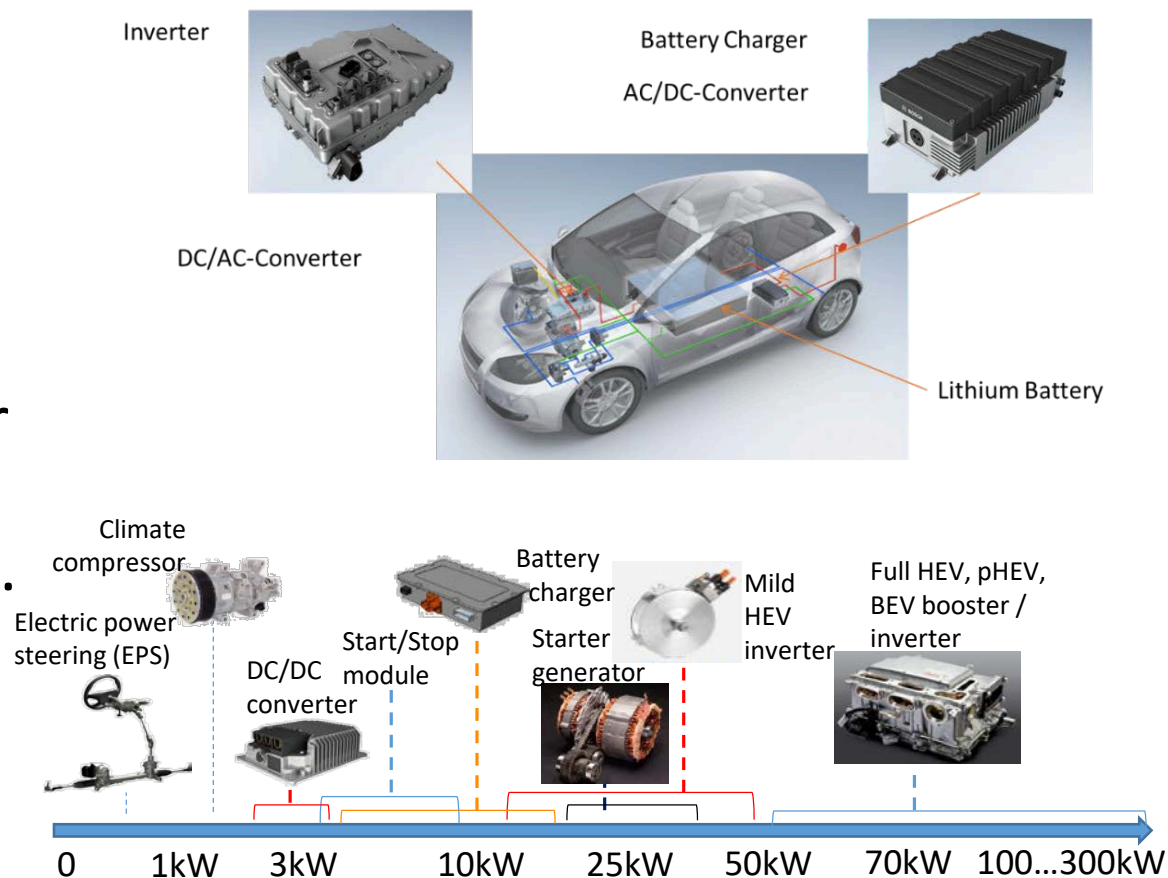 Inverter
Battery Charger
AC/DC-Converter
BOSCH
DC/AC-Converter
Lithium Battery
Climate
compressor
Electric power
steering (EPS)
DC/DC
converter
Start/Stop
module
Battery
charger
Starter
generator
Mild
HEV
inverter
Full HEV, pHEV,
BEV booster /
inverter
0 1kW 3kW 10kW 25kW 50kW 70kW 100...300kW